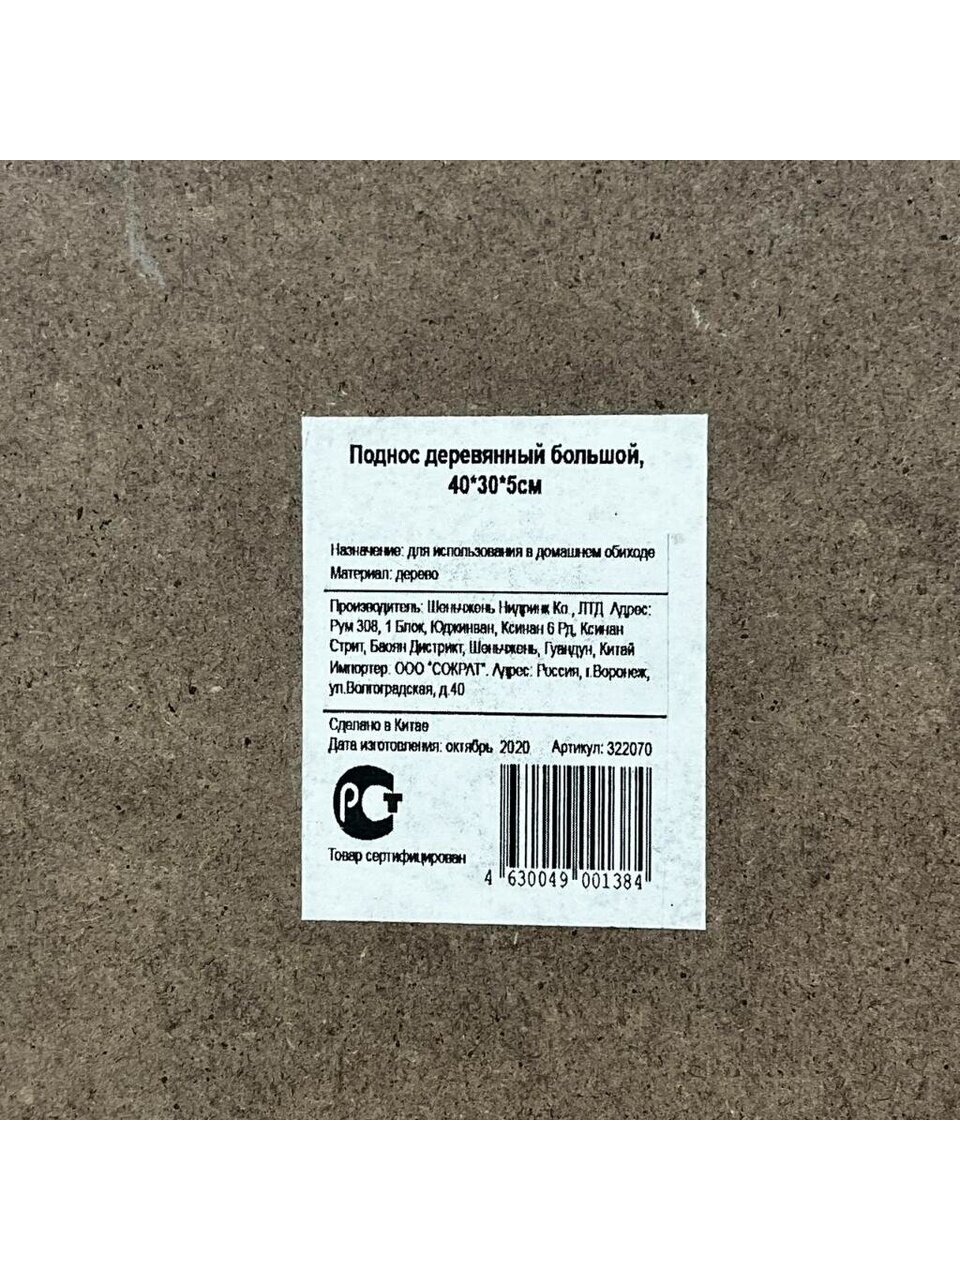 Поднос деревянный большой,
40*30*5см
Назначение: для использования в домашнем обиходе
Материал: дерево
Производитель: Шеньчжень Нидринк Ко., ЛТД Адрес:
Рум 308, 1 Блок, Юджинван, Ксинан 6 Рд, Ксинан
Стрит, Баоян Дистрикт, Шеньчжень, Гуандун, Китай
Импортер: ООО "СОКРАТ". Адрес: Россия, г.Воронеж,
ул.Волгоградская, д.40
Сделано в Китае
Дата изготовления: октябрь 2020 Артикул: 322070
РСТ
Товар сертифицирован
4 630049 001384